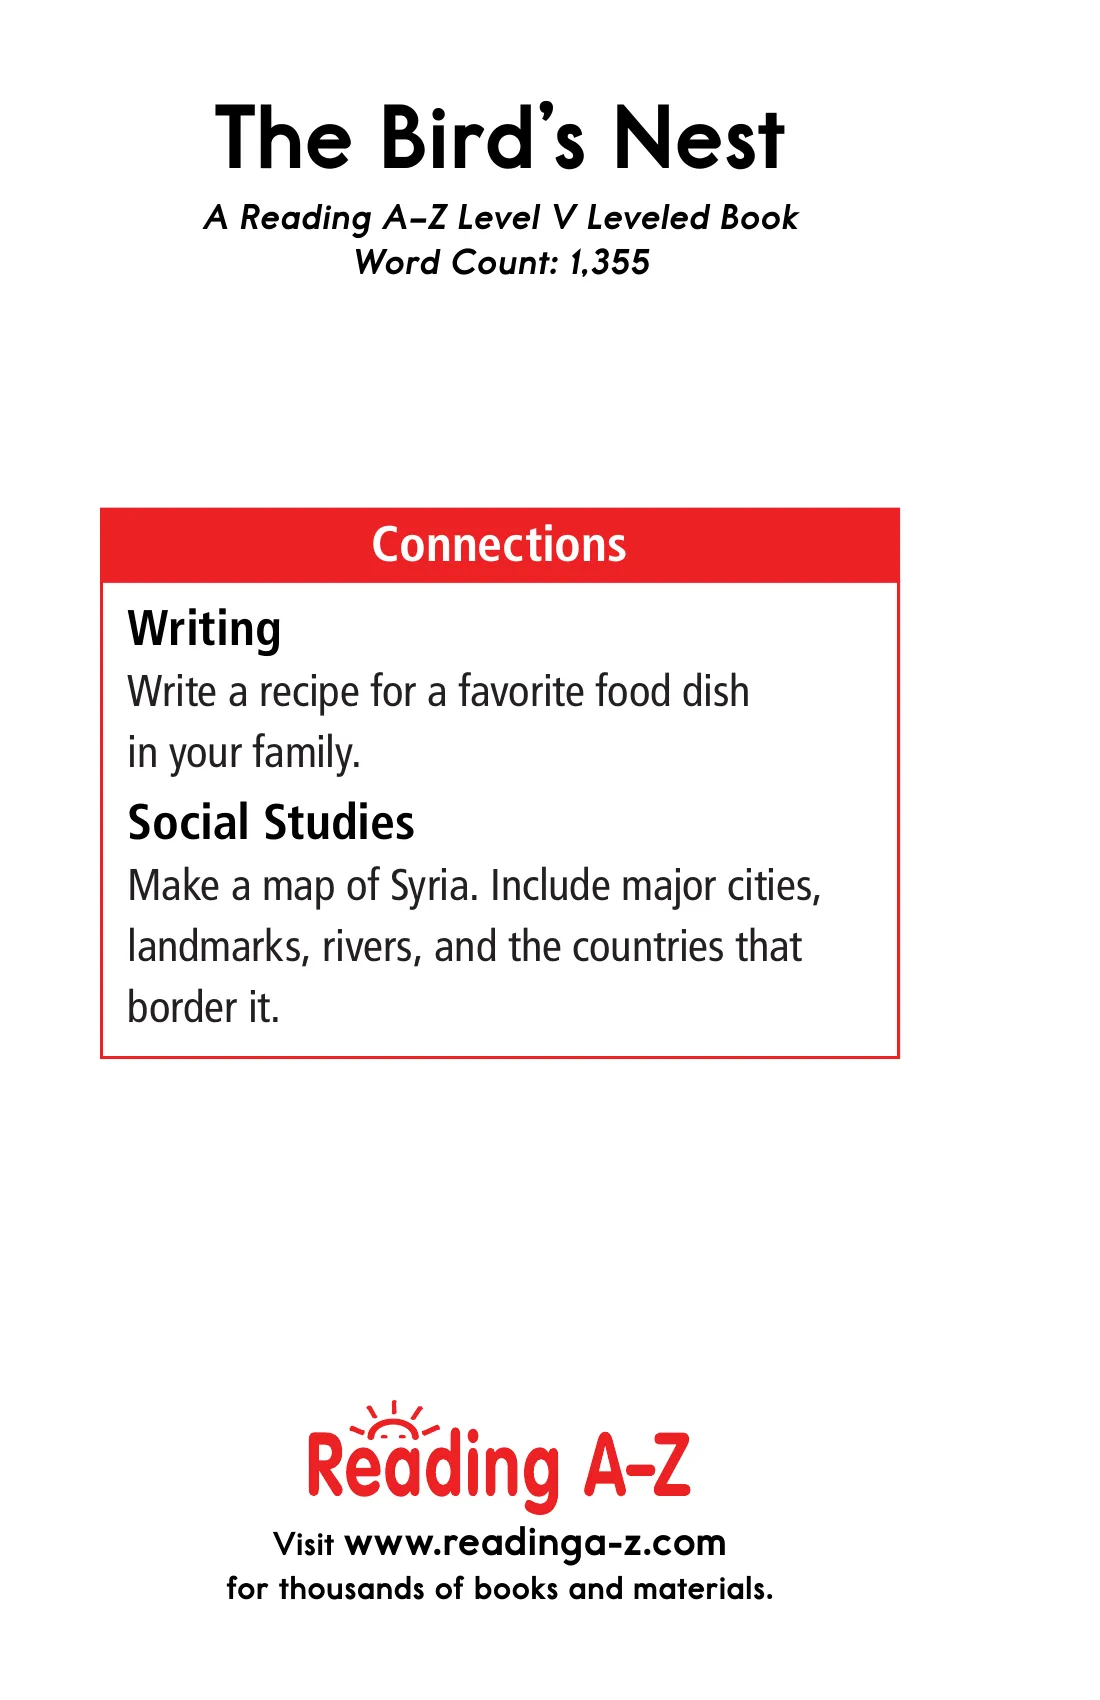 The Bird’s Nest
A Reading A–Z Level V Leveled Book
Word Count: 1,355
Connections
Writing
Write a recipe for a favorite food dish
in your family.
Social Studies
Make a map of Syria. Include major cities,
landmarks, rivers, and the countries that
border it.
Reading A–Z
Visit www.readinga-z.com
for thousands of books and materials.